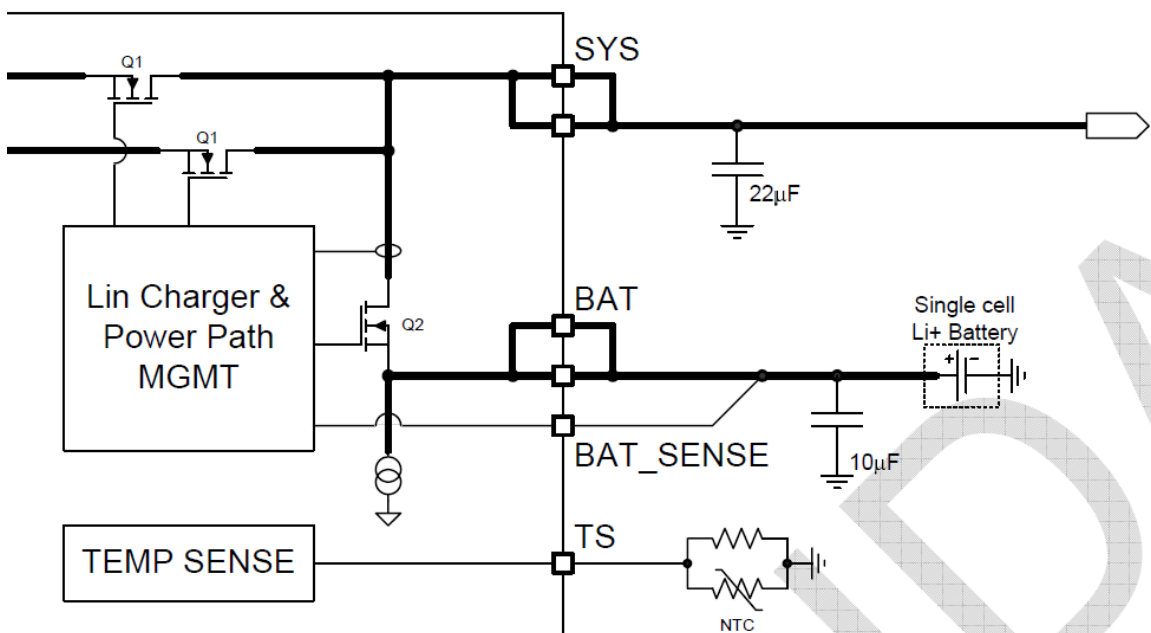 SYS
Q1
Q1
22μF
Lin Charger &
Power Path
MGMT
Q2
BAT
Single cell
Li+ Battery
+ -
BAT_SENSE
10μF
TEMP SENSE
TS
NTC